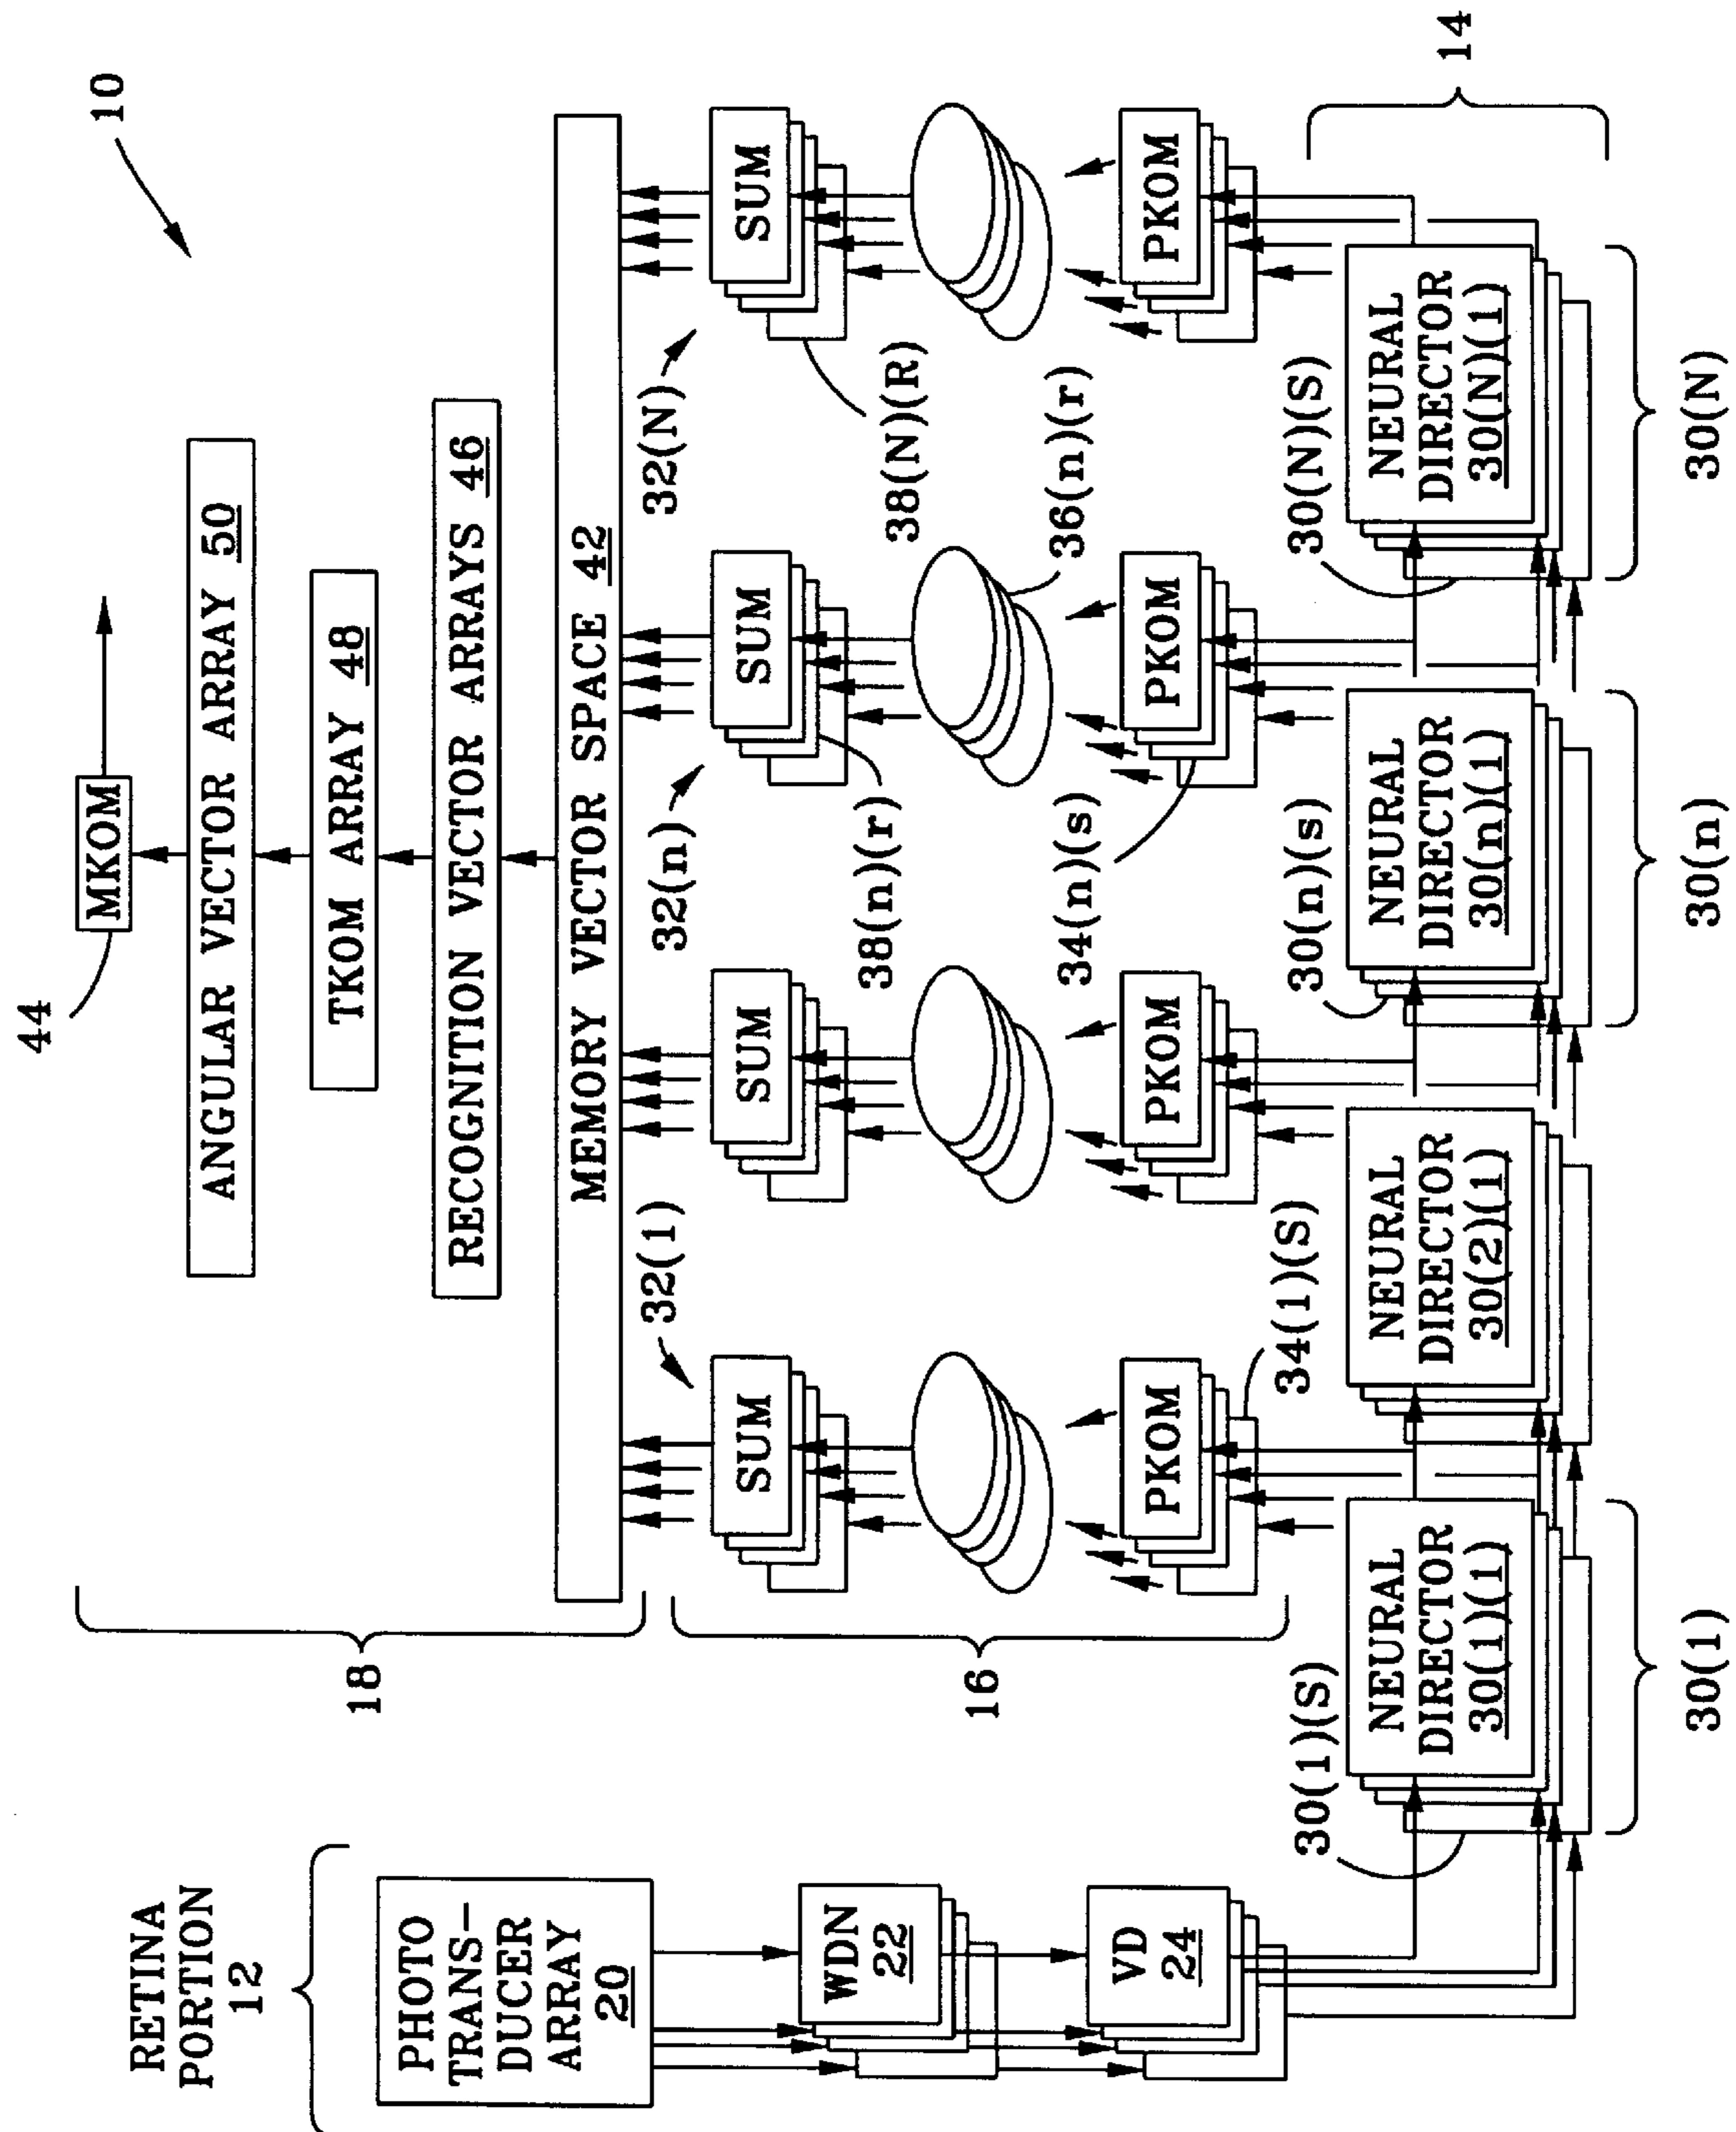 RETINA
PORTION
12
PHOTO
TRANS-
DUCER
ARRAY
20
WDN
22
VD
24
10
44
MKOM
ANGULAR VECTOR ARRAY 50
TKOM ARRAY 48
RECOGNITION VECTOR ARRAYS 46
MEMORY VECTOR SPACE 42
18
32(1)
32(n)
32(N)
SUM
SUM
SUM
SUM
38(n)(r)
38(N)(R)
36(n)(r)
16
PKOM
PKOM
PKOM
PKOM
34(1)(S)
34(n)(s)
14
30(1)(S)
30(n)(s)
30(N)(S)
NEURAL
DIRECTOR
30(1)(1)
NEURAL
DIRECTOR
30(2)(1)
NEURAL
DIRECTOR
30(n)(1)
NEURAL
DIRECTOR
30(N)(1)
30(1)
30(n)
30(N)